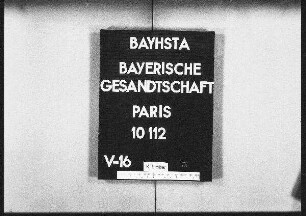 BAYHSTA
BAYERISCHE
GESANDTSCHAFT
PARIS
10 112
V-16